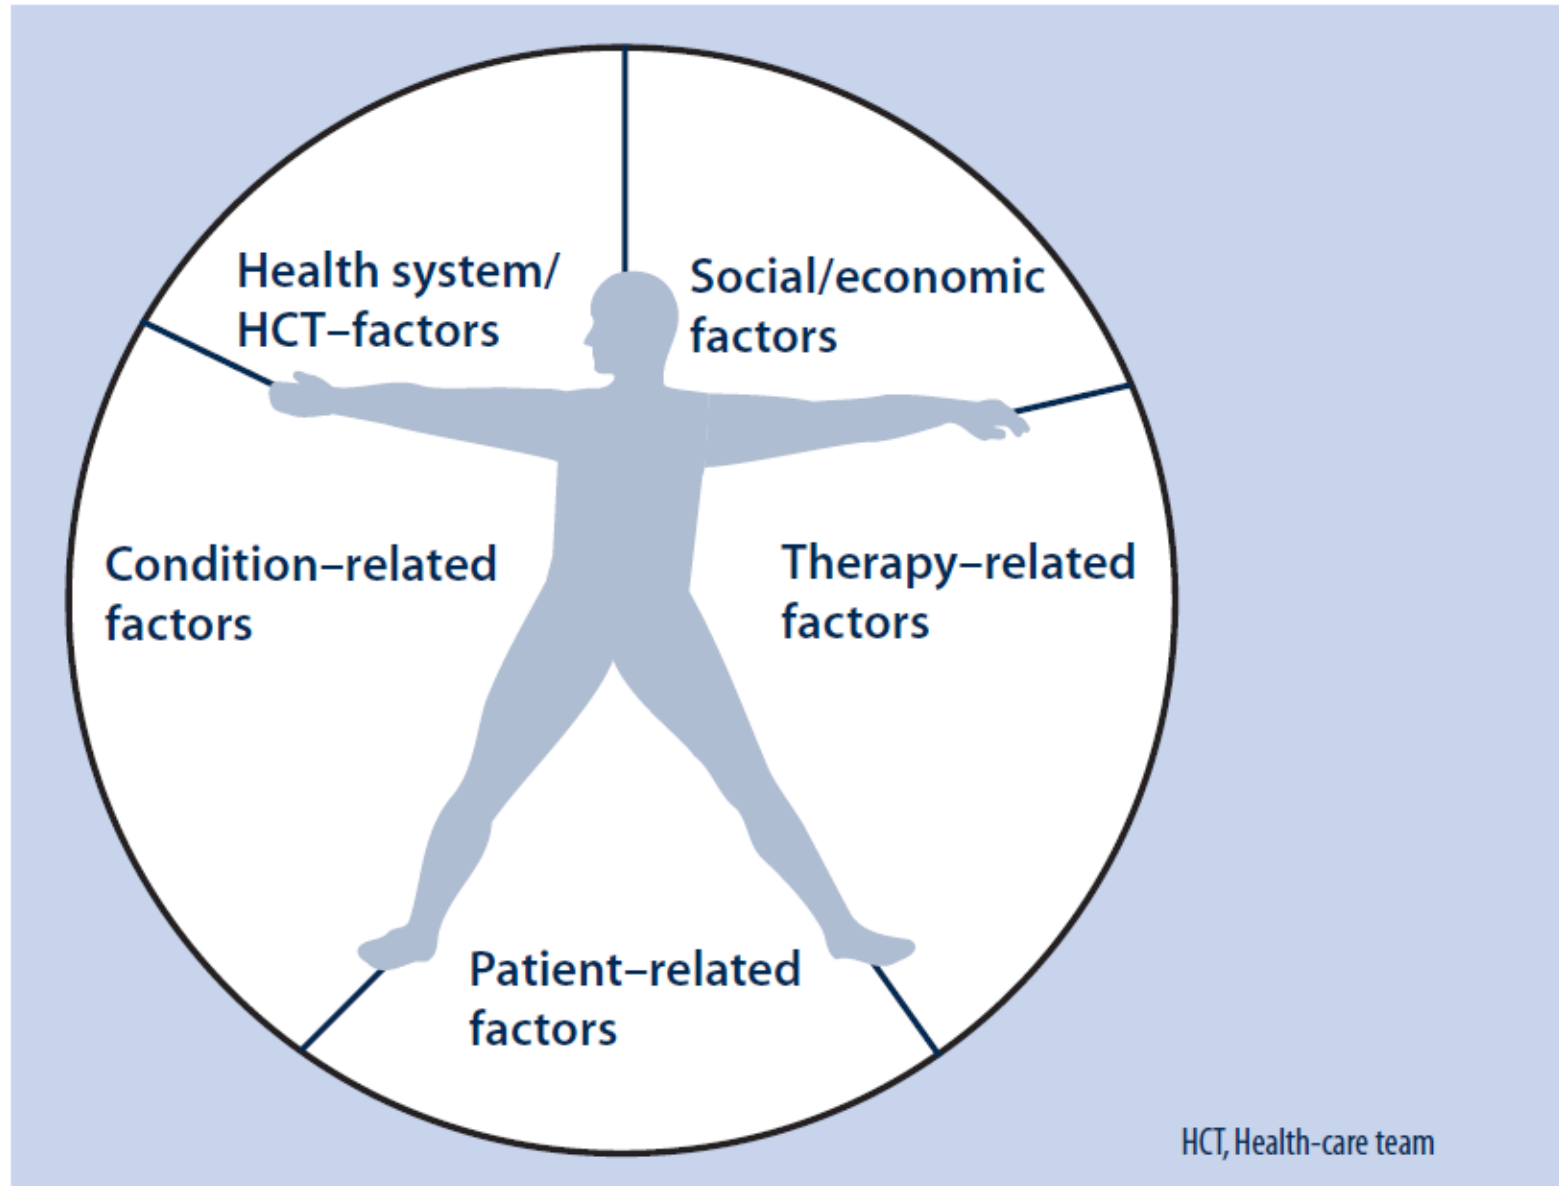 Health system/
HCT–factors
Social/economic
factors
Condition–related
factors
Therapy–related
factors
Patient–related
factors
HCT, Health-care team